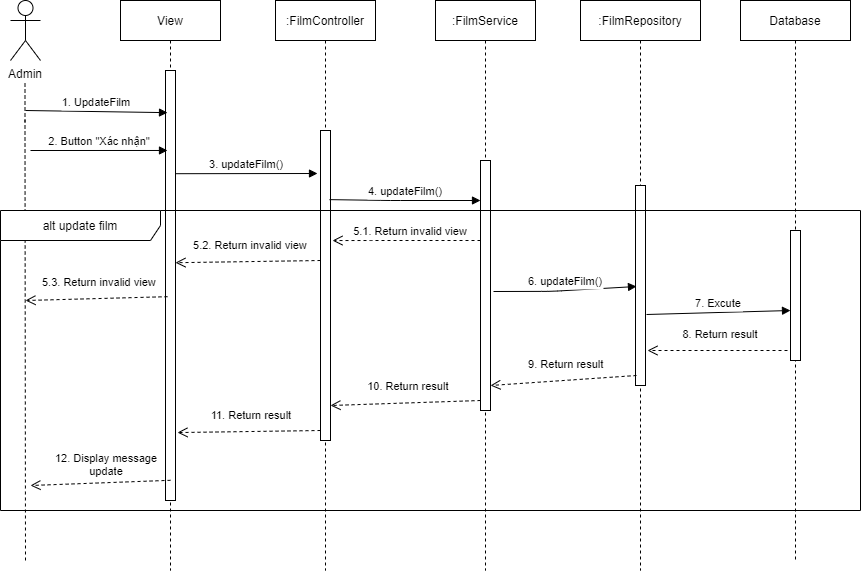 View
:FilmController
:FilmService
:FilmRepository
Database
Admin
1. UpdateFilm
2. Button "Xác nhận"
3. updateFilm()
4. updateFilm()
alt update film
5.1. Return invalid view
5.2. Return invalid view
5.3. Return invalid view
6. updateFilm()
7. Excute
8. Return result
9. Return result
10. Return result
11. Return result
12. Display message
update